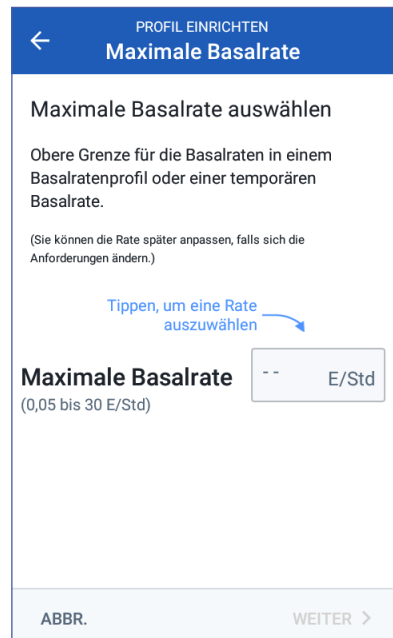 PROFIL EINRICHTEN
Maximale Basalrate
Maximale Basalrate auswählen
Obere Grenze für die Basalraten in einem
Basalratenprofil oder einer temporären
Basalrate.
(Sie können die Rate später anpassen, falls sich die
Anforderungen ändern.)
Tippen, um eine Rate
auszuwählen
Maximale Basalrate
-- E/Std
(0,05 bis 30 E/Std)
ABBR. WEITER